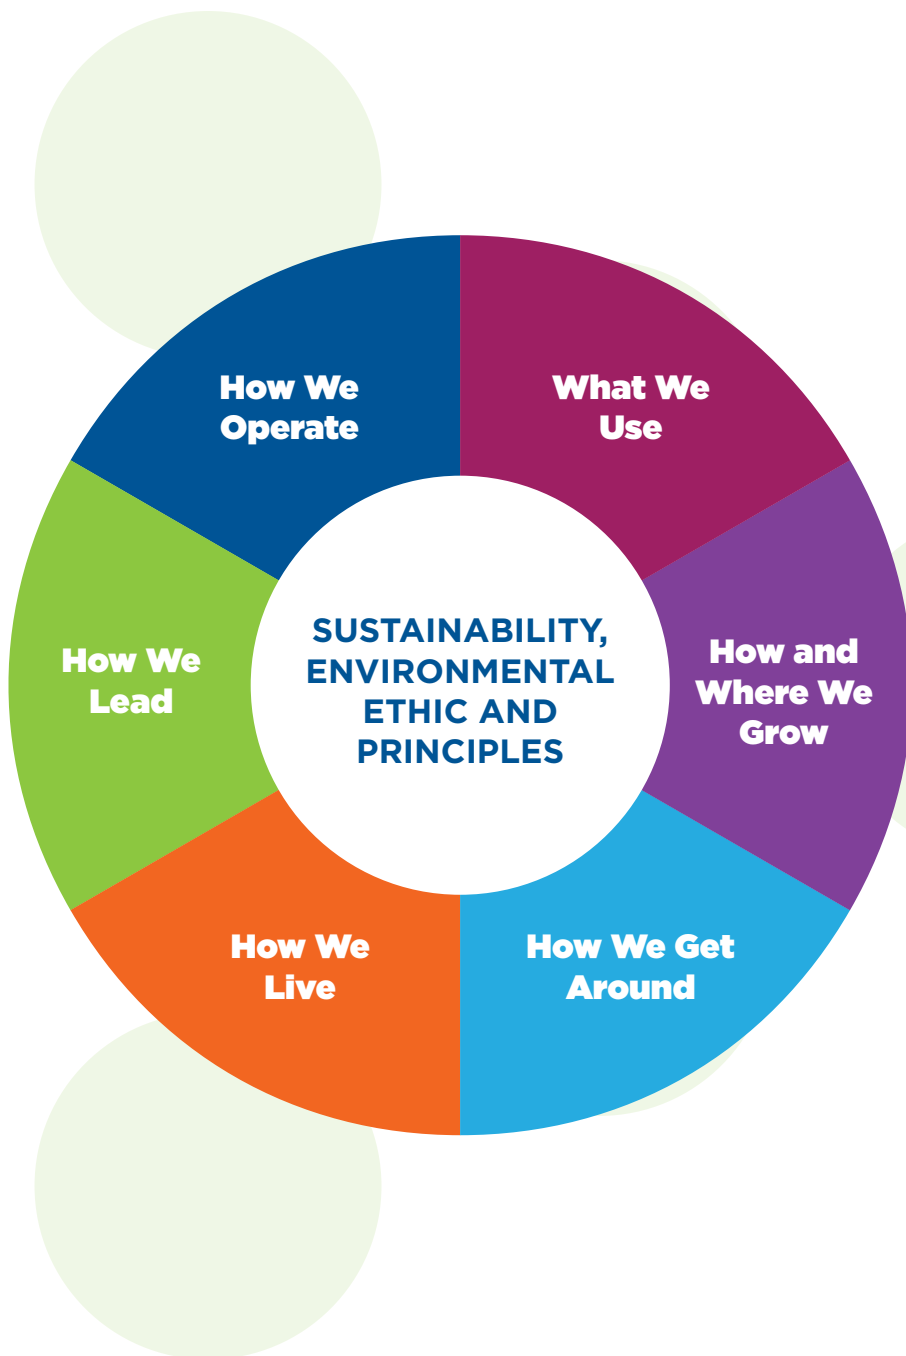 How We
Operate
What We
Use
How and
Where We
Grow
How We Get
Around
How We
Live
How We
Lead
SUSTAINABILITY,
ENVIRONMENTAL
ETHIC AND
PRINCIPLES